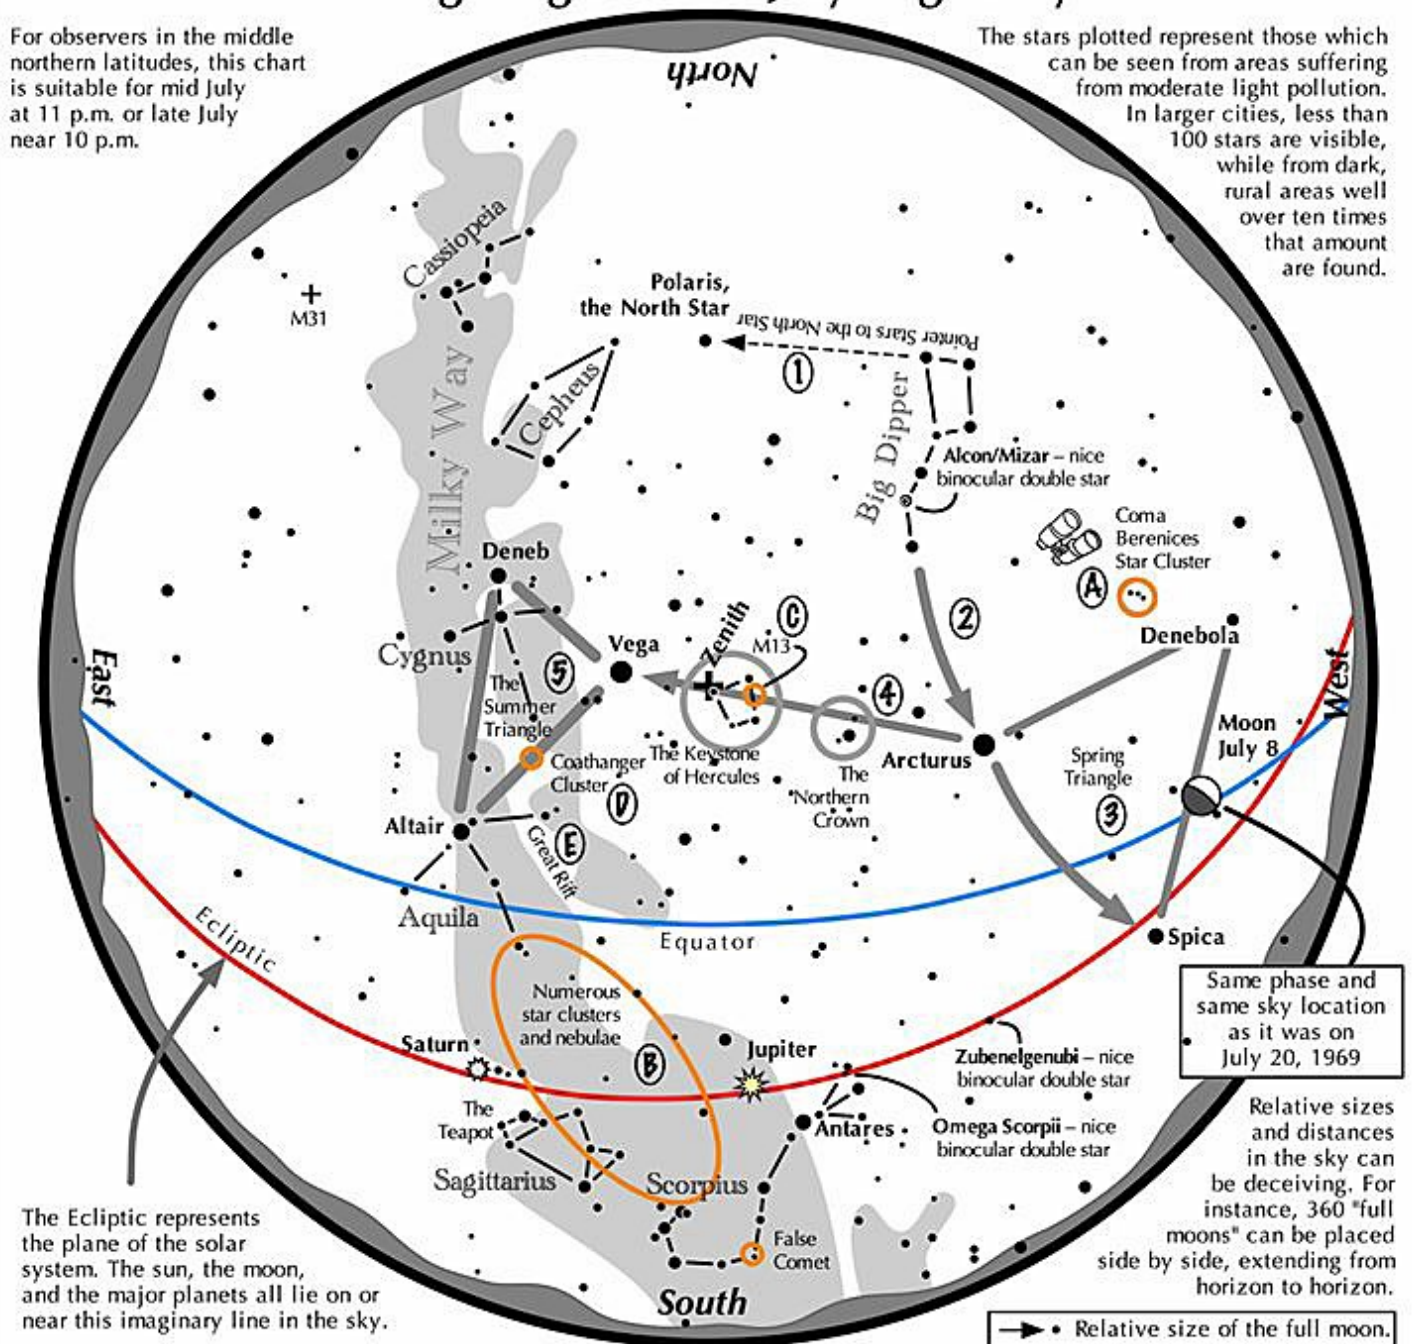 For observers in the middle
northern latitudes, this chart
is suitable for mid July
at 11 p.m. or late July
near 10 p.m.
The stars plotted represent those which
can be seen from areas suffering
from moderate light pollution.
In larger cities, less than
100 stars are visible,
while from dark,
rural areas well
over ten times
that amount
are found.
North
Cassiopeia
M31
Polaris,
the North Star
Pointer Stars to the North Star
1
Cepheus
Milky Way
Big Dipper
Alcon/Mizar – nice
binocular double star
Coma
Berenices
Star Cluster
A
Deneb
Cygnus
Vega
Zenith
C
M13
2
Denebola
East
West
5
4
The
Summer
Triangle
Coathanger
Cluster
D
The Keystone
of Hercules
The
Northern
Crown
Arcturus
Spring
Triangle
3
Moon
July 8
Altair
E
Great Rift
Aquila
Equator
Ecliptic
Spica
Same phase and
same sky location
as it was on
July 20, 1969
Numerous
star clusters
and nebulae
B
Saturn
Jupiter
Zubenelgenubi – nice
binocular double star
The
Teapot
Antares
Omega Scorpii – nice
binocular double star
Sagittarius
Scorpius
False
Comet
South
The Ecliptic represents
the plane of the solar
system. The sun, the moon,
and the major planets all lie on or
near this imaginary line in the sky.
Relative sizes
and distances
in the sky can
be deceiving. For
instance, 360 "full
moons" can be placed
side by side, extending from
horizon to horizon.
Relative size of the full moon.